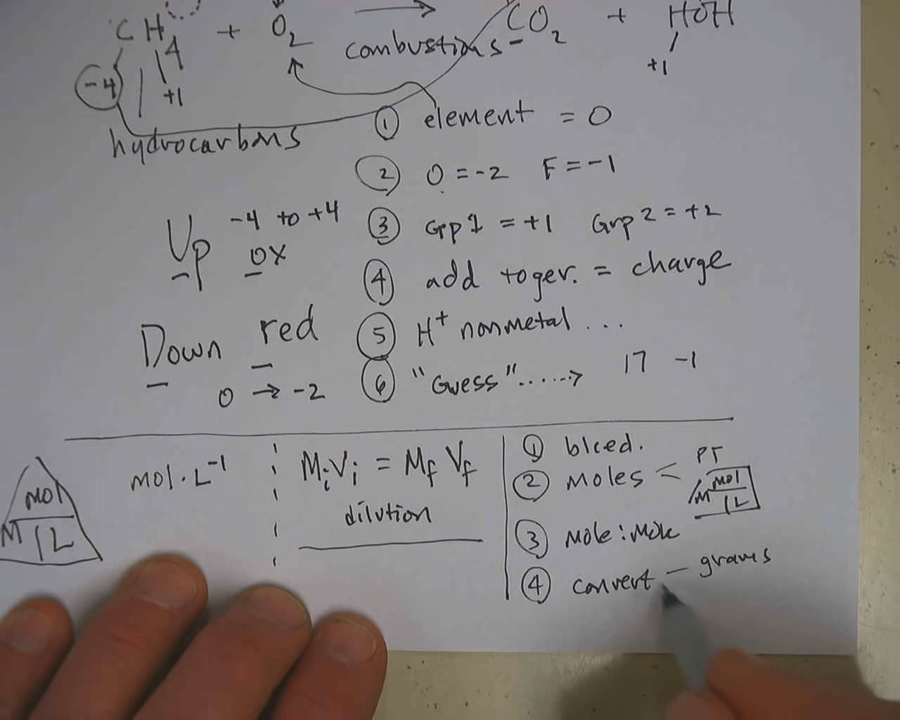 CH4 + O2 → CO2 + HOH
combustions
-4 +1 +1
hydrocarbons
① element = 0
② O = -2 F = -1
③ Grp 1 = +1 Grp 2 = +2
④ add toger. = charge
⑤ H+ nonmetal ...
⑥ "Guess".....> 17 -1
Up -4 to +4
ox
Down red
0 → -2
mol
M L
mol · L-1
MiVi = MfVf
dilution
① blced.
② moles < PT
M mol L
③ mole:mole
④ convert - grams